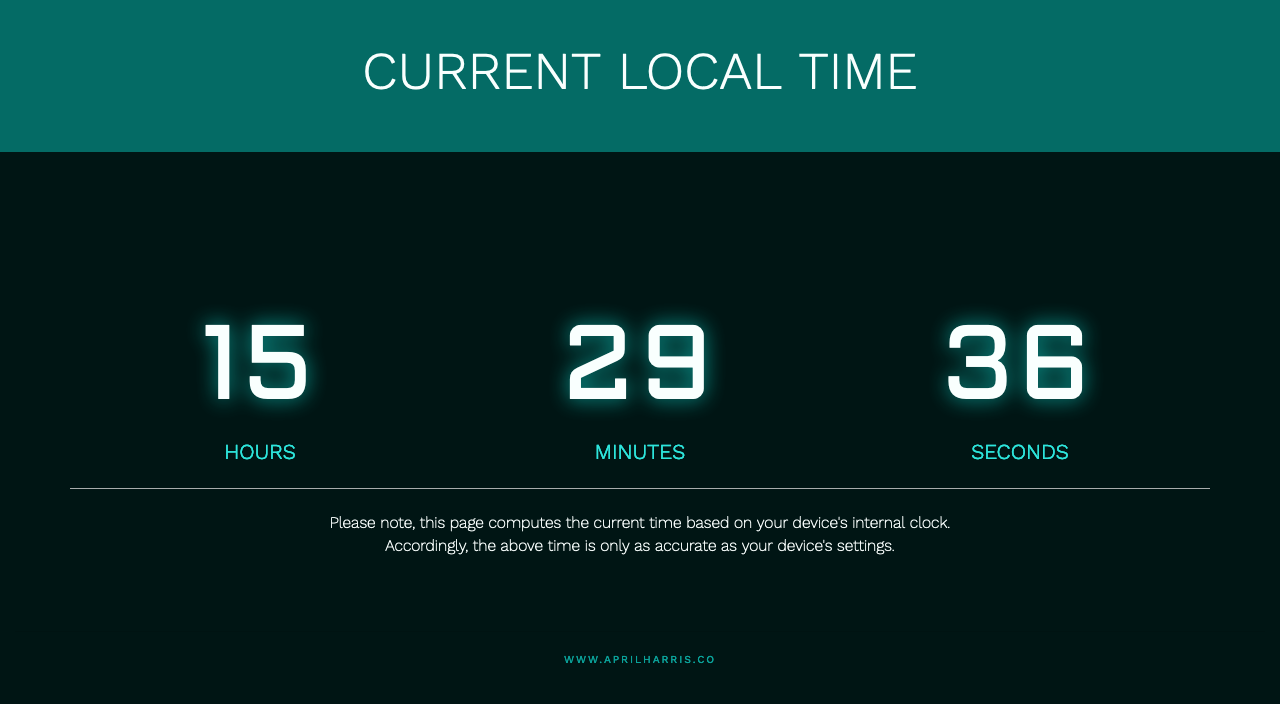 CURRENT LOCAL TIME
15 29 36
HOURS MINUTES SECONDS
Please note, this page computes the current time based on your device's internal clock.
Accordingly, the above time is only as accurate as your device's settings.
WWW.APRILHARRIS.CO